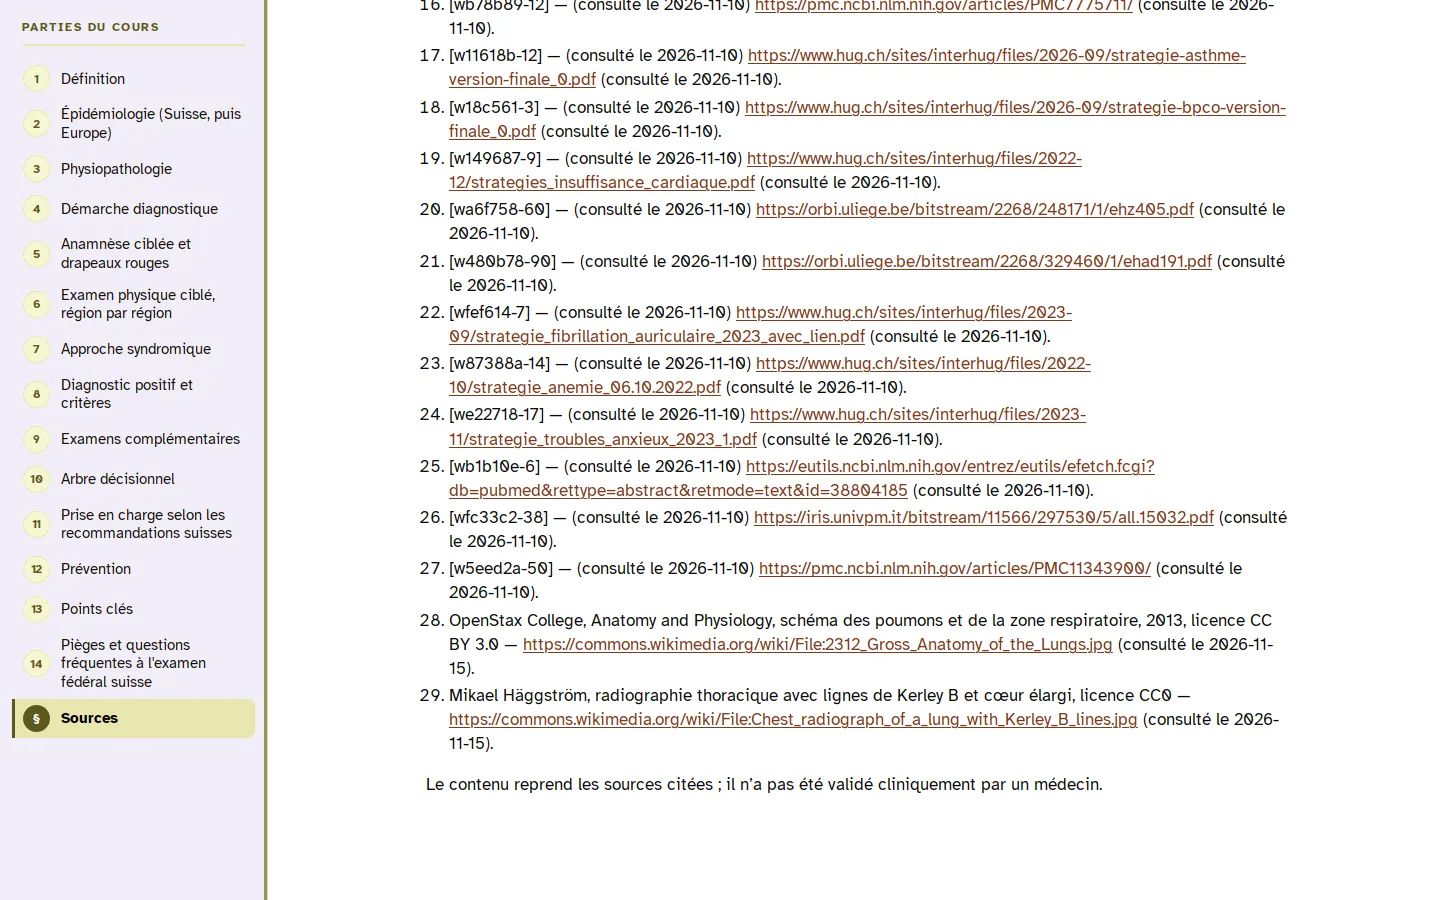 PARTIES DU COURS
1 Définition
2 Épidémiologie (Suisse, puis
Europe)
3 Physiopathologie
4 Démarche diagnostique
5 Anamnèse ciblée et
drapeaux rouges
6 Examen physique ciblé,
région par région
7 Approche syndromique
8 Diagnostic positif et
critères
9 Examens complémentaires
10 Arbre décisionnel
11 Prise en charge selon les
recommandations suisses
12 Prévention
13 Points clés
14 Pièges et questions
fréquentes à l'examen
fédéral suisse
§ Sources
16. [wb78b89-12] — (consulté le 2026-11-10) https://pmc.ncbi.nlm.nih.gov/articles/PMC7775711/ (consulté le 2026-
11-10).
17. [w11618b-12] — (consulté le 2026-11-10) https://www.hug.ch/sites/interhug/files/2026-09/strategie-asthme-
version-finale_0.pdf (consulté le 2026-11-10).
18. [w18c561-3] — (consulté le 2026-11-10) https://www.hug.ch/sites/interhug/files/2026-09/strategie-bpco-version-
finale_0.pdf (consulté le 2026-11-10).
19. [w149687-9] — (consulté le 2026-11-10) https://www.hug.ch/sites/interhug/files/2022-
12/strategies_insuffisance_cardiaque.pdf (consulté le 2026-11-10).
20. [wa6f758-60] — (consulté le 2026-11-10) https://orbi.uliege.be/bitstream/2268/248171/1/ehz405.pdf (consulté le
2026-11-10).
21. [w480b78-90] — (consulté le 2026-11-10) https://orbi.uliege.be/bitstream/2268/329460/1/ehad191.pdf (consulté
le 2026-11-10).
22. [wfef614-7] — (consulté le 2026-11-10) https://www.hug.ch/sites/interhug/files/2023-
09/strategie_fibrillation_auriculaire_2023_avec_lien.pdf (consulté le 2026-11-10).
23. [w87388a-14] — (consulté le 2026-11-10) https://www.hug.ch/sites/interhug/files/2022-
10/strategie_anemie_06.10.2022.pdf (consulté le 2026-11-10).
24. [we22718-17] — (consulté le 2026-11-10) https://www.hug.ch/sites/interhug/files/2023-
11/strategie_troubles_anxieux_2023_1.pdf (consulté le 2026-11-10).
25. [wb1b10e-6] — (consulté le 2026-11-10) https://eutils.ncbi.nlm.nih.gov/entrez/eutils/efetch.fcgi?
db=pubmed&rettype=abstract&retmode=text&id=38804185 (consulté le 2026-11-10).
26. [wfc33c2-38] — (consulté le 2026-11-10) https://iris.univpm.it/bitstream/11566/297530/5/all.15032.pdf (consulté
le 2026-11-10).
27. [w5eed2a-50] — (consulté le 2026-11-10) https://pmc.ncbi.nlm.nih.gov/articles/PMC11343900/ (consulté le
2026-11-10).
28. OpenStax College, Anatomy and Physiology, schéma des poumons et de la zone respiratoire, 2013, licence CC
BY 3.0 — https://commons.wikimedia.org/wiki/File:2312_Gross_Anatomy_of_the_Lungs.jpg (consulté le 2026-11-
15).
29. Mikael Häggström, radiographie thoracique avec lignes de Kerley B et cœur élargi, licence CC0 —
https://commons.wikimedia.org/wiki/File:Chest_radiograph_of_a_lung_with_Kerley_B_lines.jpg (consulté le 2026-
11-15).
Le contenu reprend les sources citées ; il n’a pas été validé cliniquement par un médecin.